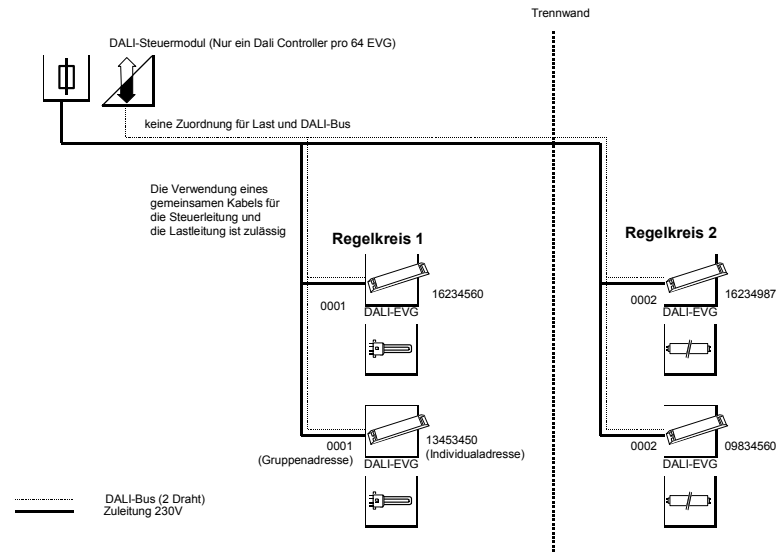 Trennwand
DALI-Steuermodul (Nur ein Dali Controller pro 64 EVG)
keine Zuordnung für Last und DALI-Bus
Die Verwendung eines
gemeinsamen Kabels für
die Steuerleitung und
die Lastleitung ist zulässig
Regelkreis 1
Regelkreis 2
0001
16234560
DALI-EVG
0002
16234987
DALI-EVG
0001
(Gruppenadresse)
13453450
(Individualadresse)
DALI-EVG
0002
09834560
DALI-EVG
DALI-Bus (2 Draht)
Zuleitung 230V